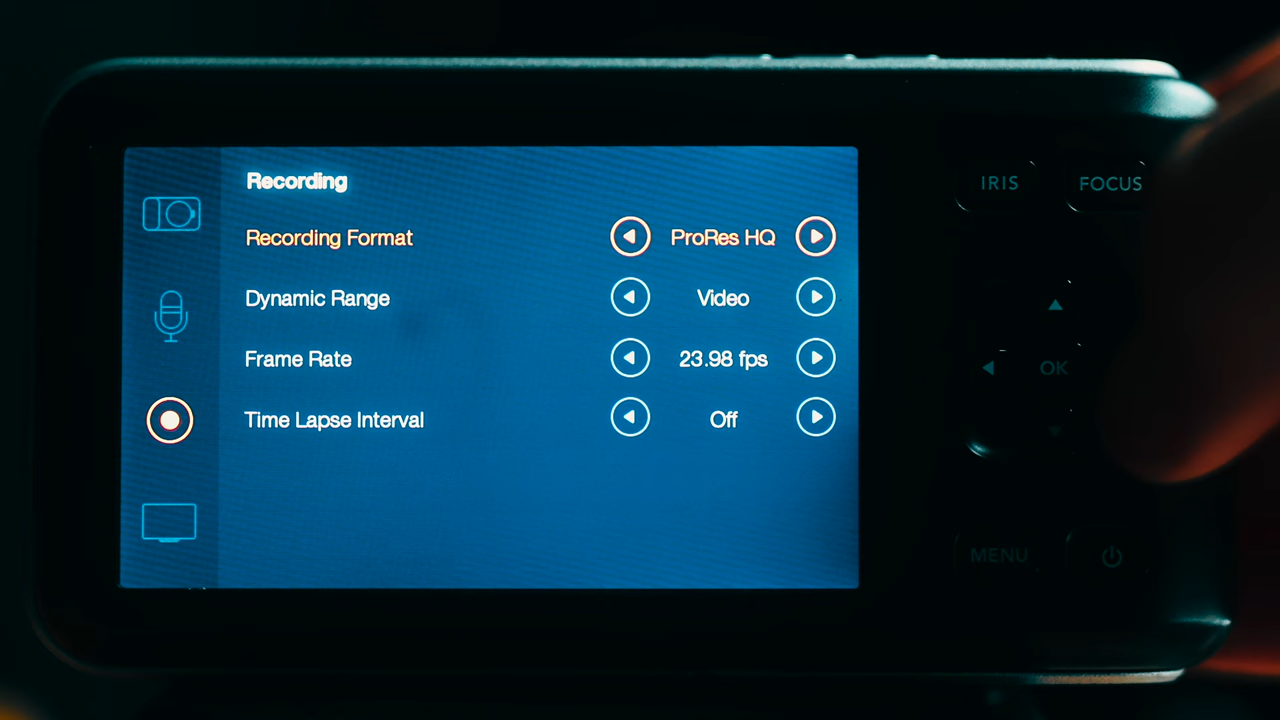 Recording
Recording Format ProRes HQ
Dynamic Range Video
Frame Rate 23.98 fps
Time Lapse Interval Off
IRIS FOCUS
OK
MENU